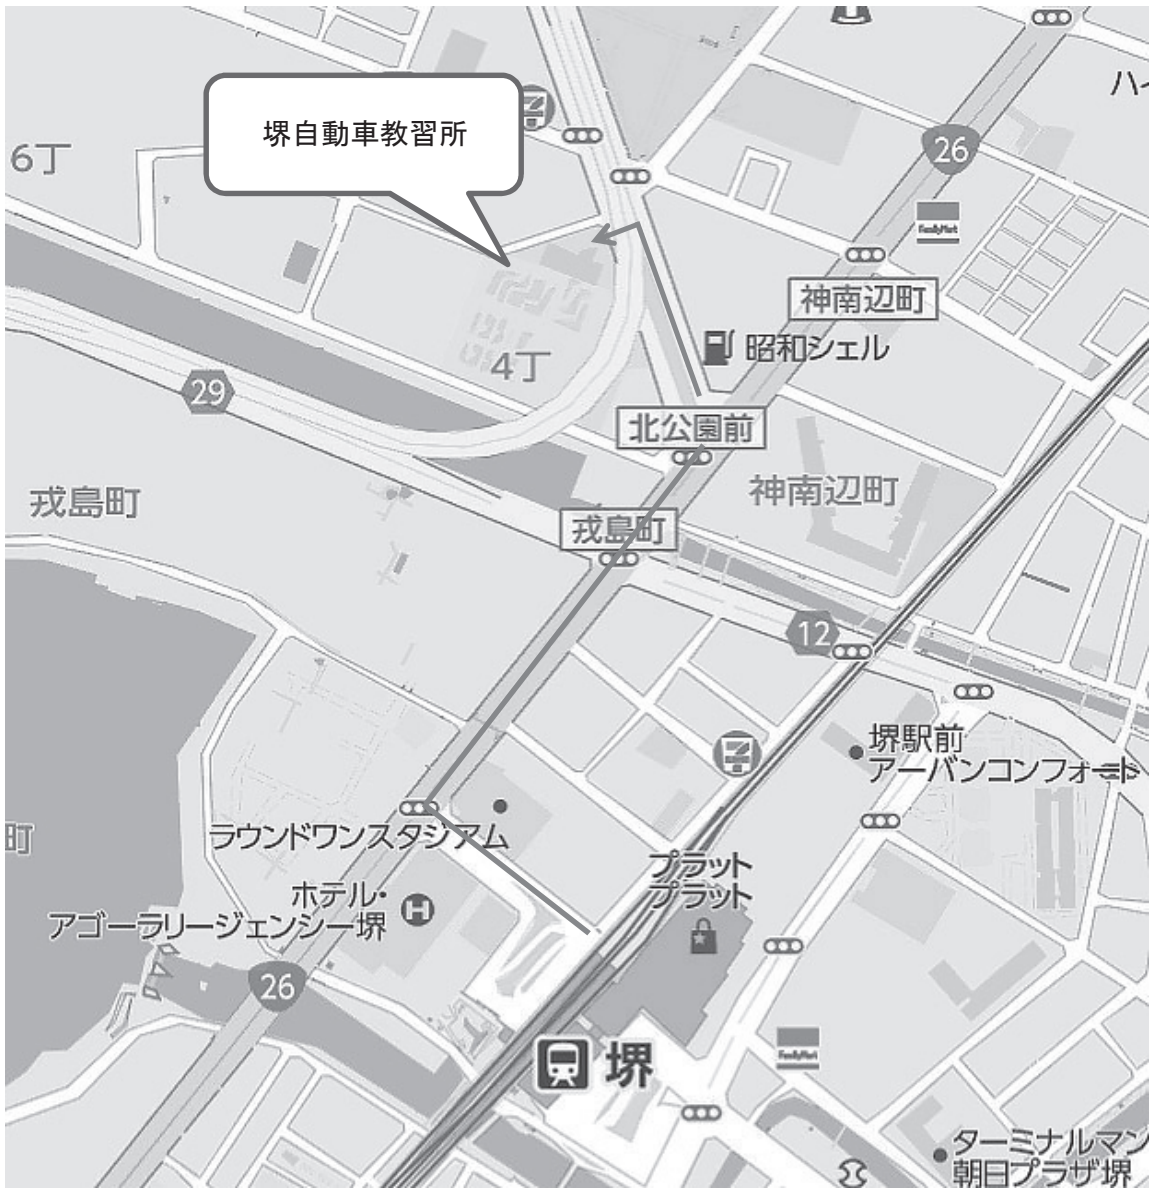 ハイ
堺自動車教習所
6丁
26
FamilyMart
神南辺町
昭和シェル
4丁
29
北公園前
神南辺町
戎島町
戎島町
12
堺駅前
アーバンコンフォート
ラウンドワンスタジアム
町
プラット
プラット
ホテル・
アゴーラリージェンシー堺
H
26
堺
FamilyMart
ターミナルマン
朝日プラザ堺